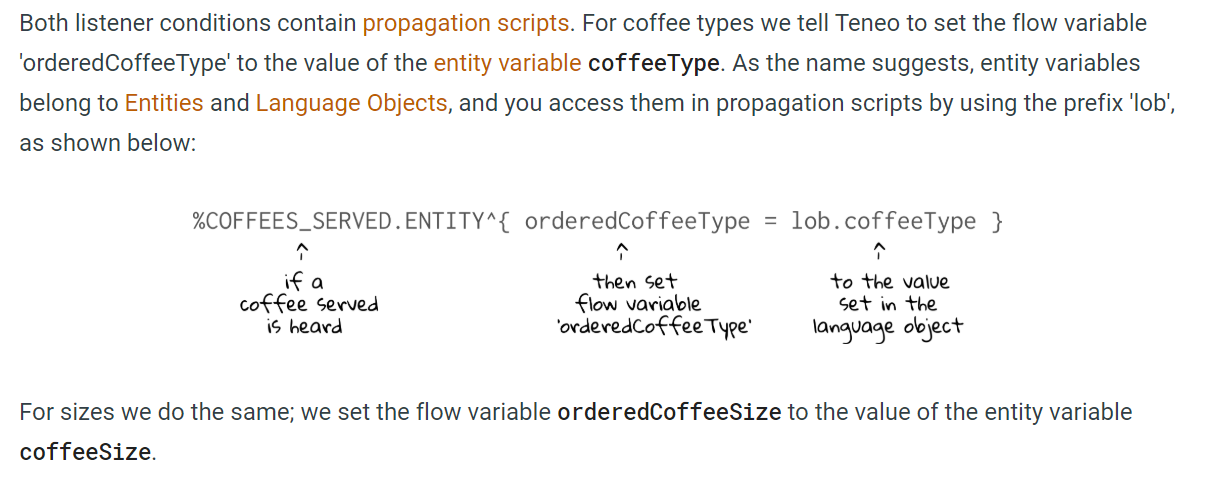 Both listener conditions contain propagation scripts. For coffee types we tell Teneo to set the flow variable
'orderedCoffeeType' to the value of the entity variable coffeeType. As the name suggests, entity variables
belong to Entities and Language Objects, and you access them in propagation scripts by using the prefix 'lob',
as shown below:
%COFFEES_SERVED.ENTITY^{ orderedCoffeeType = lob.coffeeType }
if a
coffee served
is heard
then set
flow variable
'orderedCoffeeType'
to the value
set in the
language object
For sizes we do the same; we set the flow variable orderedCoffeeSize to the value of the entity variable
coffeeSize.